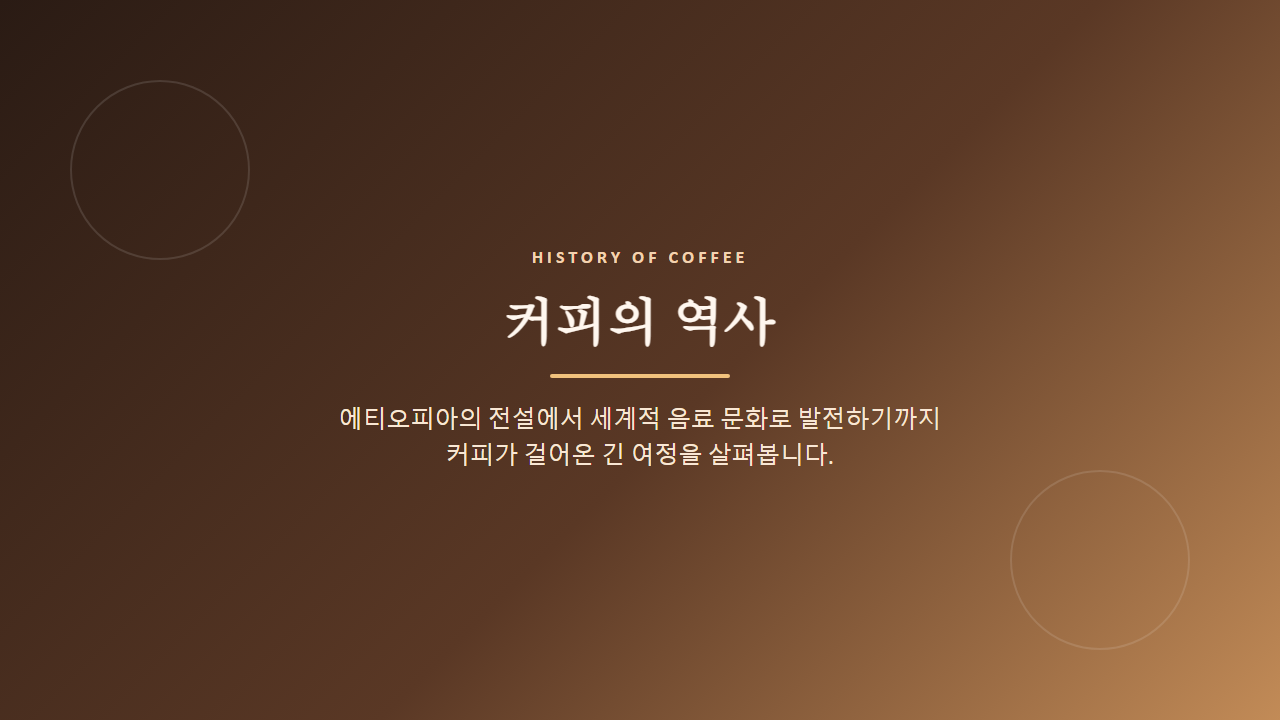 HISTORY OF COFFEE
커피의 역사
에티오피아의 전설에서 세계적 음료 문화로 발전하기까지
커피가 걸어온 긴 여정을 살펴봅니다.